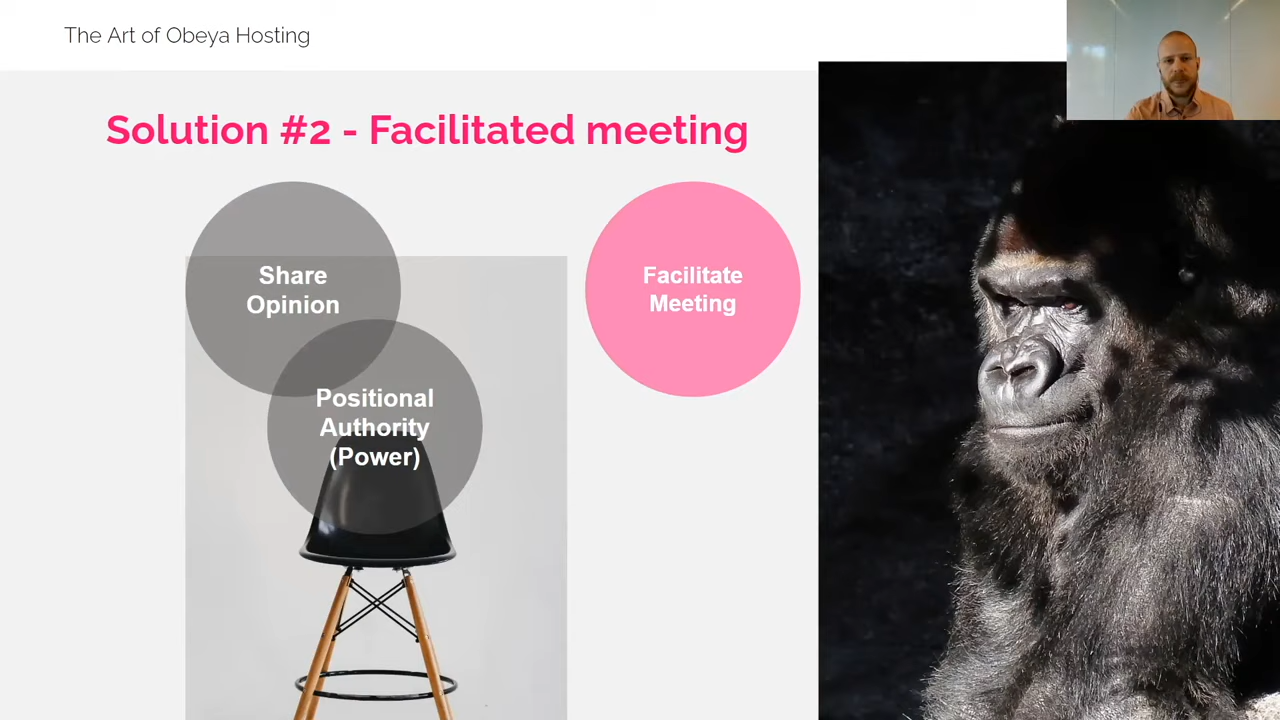 The Art of Obeya Hosting
Solution #2 - Facilitated meeting
Share
Opinion
Facilitate
Meeting
Positional
Authority
(Power)